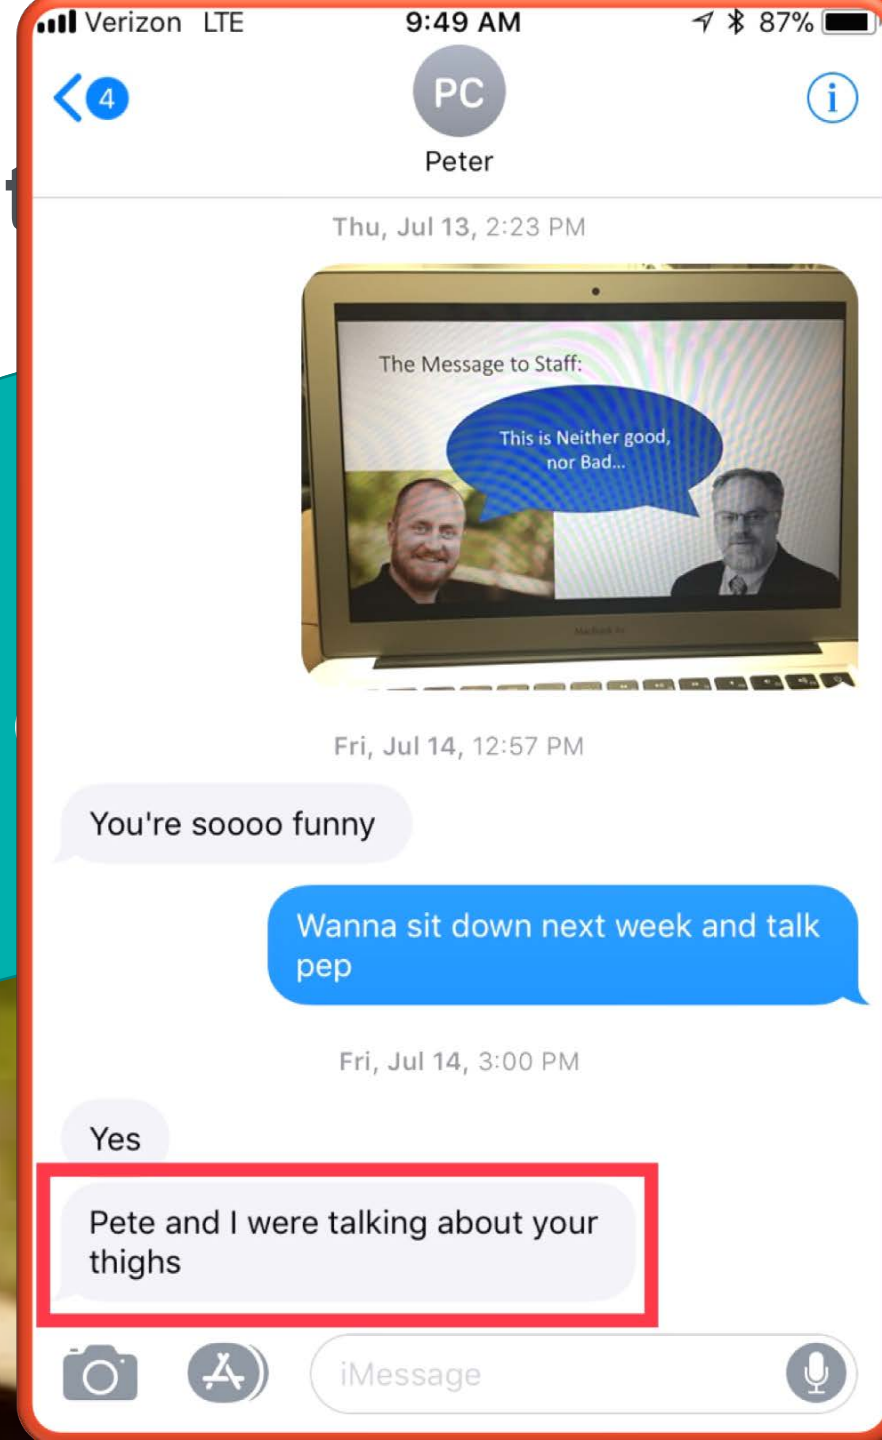 Verizon LTE 9:49 AM 87%
4
PC
i
Peter
t
Thu, Jul 13, 2:23 PM
The Message to Staff:
This is Neither good,
nor Bad...
MacBook Air
Fri, Jul 14, 12:57 PM
You're soooo funny
Wanna sit down next week and talk
pep
Fri, Jul 14, 3:00 PM
Yes
Pete and I were talking about your
thighs
iMessage